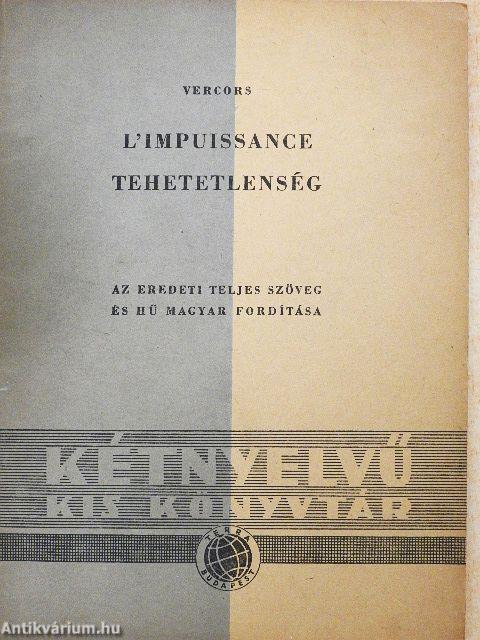 VERCORS
L'IMPUISSANCE
TEHETETLENSÉG
AZ EREDETI TELJES SZÖVEG
ÉS HŰ MAGYAR FORDÍTÁSA
KÉTNYELVŰ
KIS KÖNYVTÁR
TERRA
BUDAPEST
Antikvárium.hu